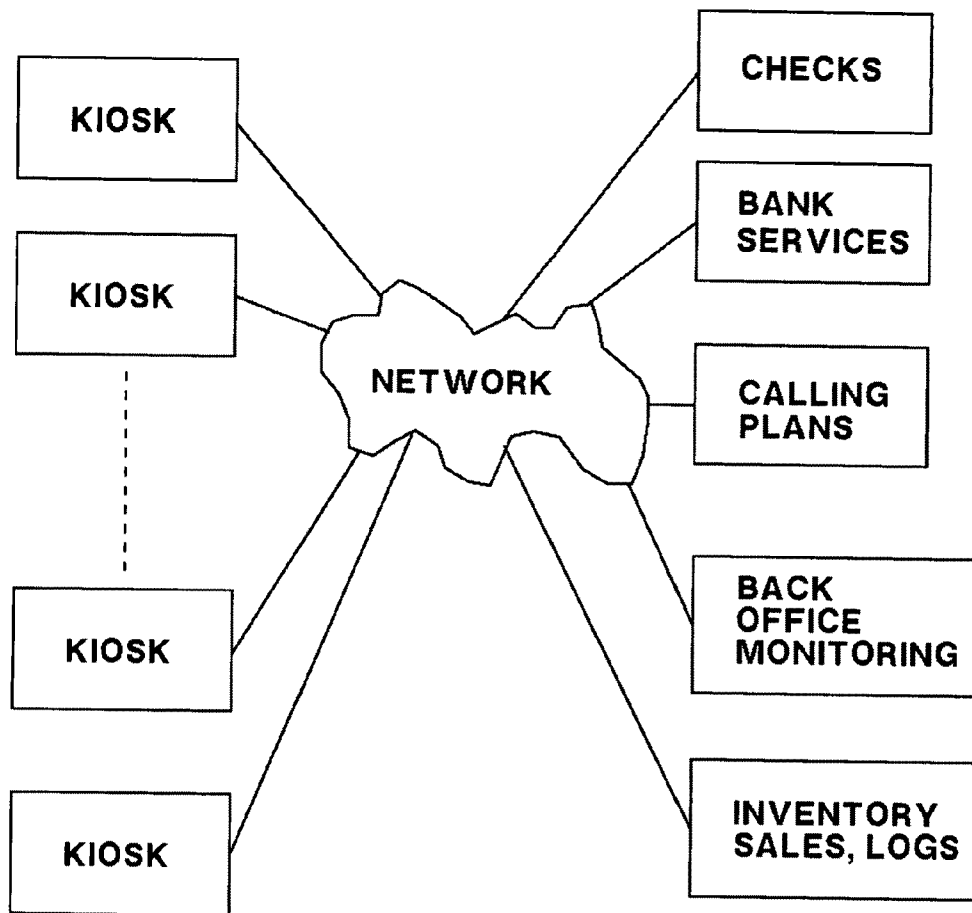 KIOSK
KIOSK
KIOSK
KIOSK
NETWORK
CHECKS
BANK
SERVICES
CALLING
PLANS
BACK
OFFICE
MONITORING
INVENTORY
SALES, LOGS